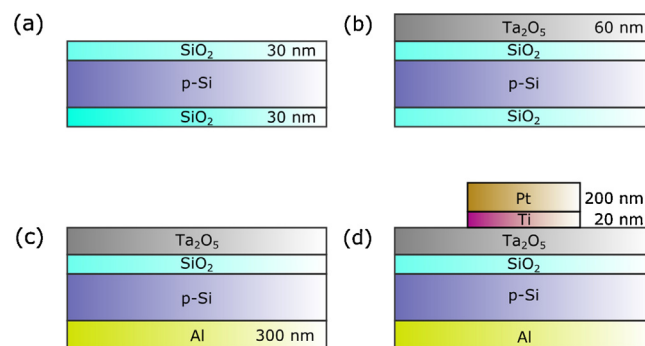 (a)
SiO₂ 30 nm
p-Si
SiO₂ 30 nm
(b)
Ta₂O₅ 60 nm
SiO₂
p-Si
SiO₂
(c)
Ta₂O₅
SiO₂
p-Si
Al 300 nm
(d)
Pt 200 nm
Ti 20 nm
Ta₂O₅
SiO₂
p-Si
Al